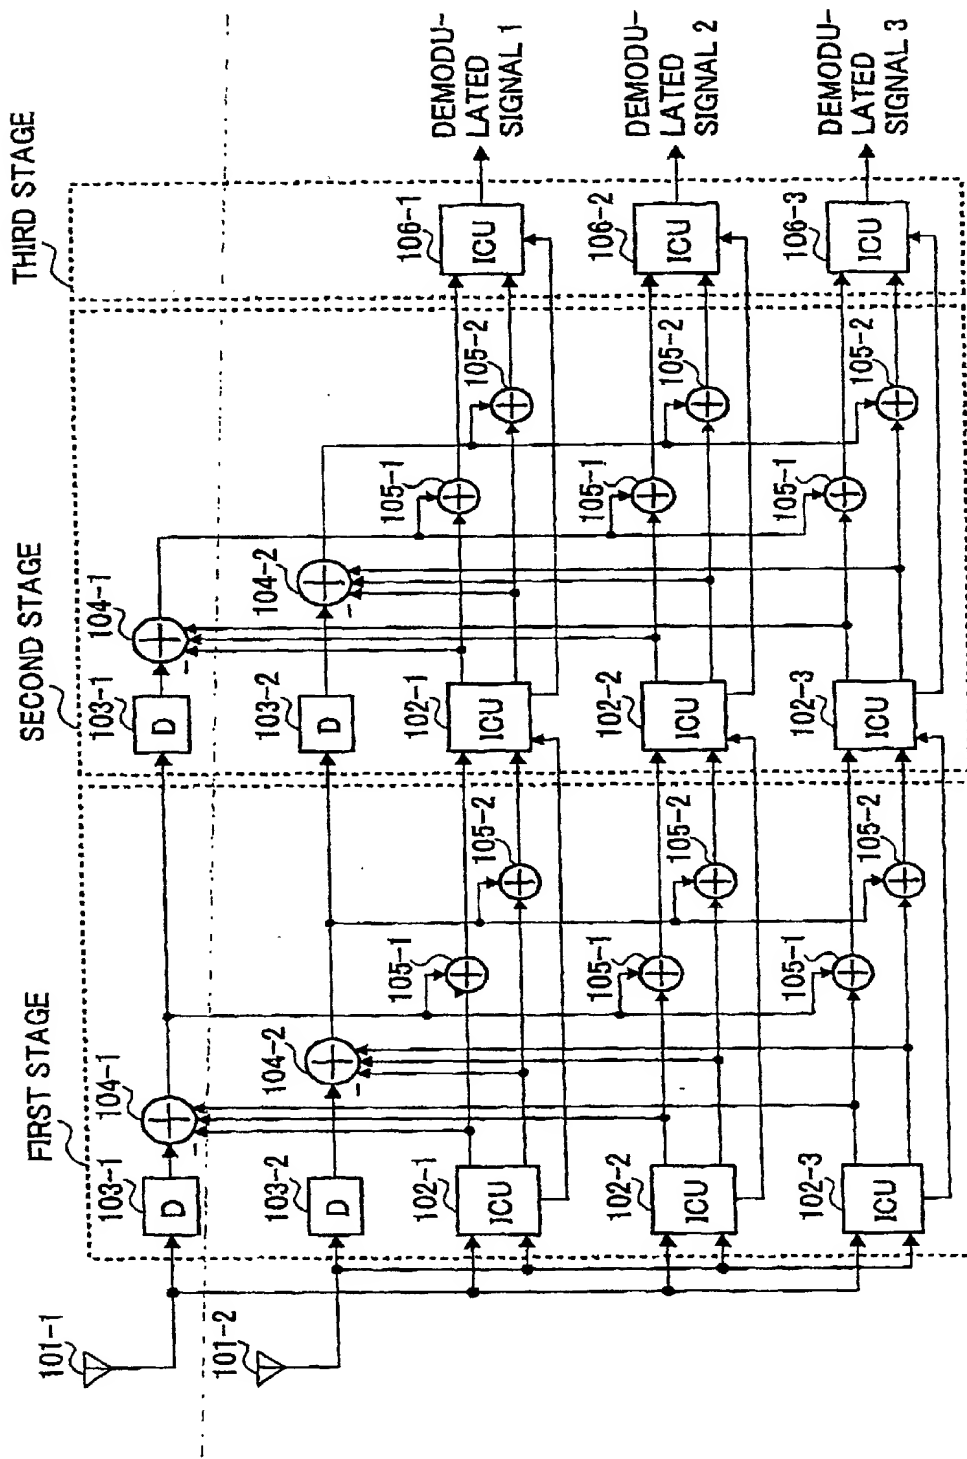 FIRST STAGE
SECOND STAGE
THIRD STAGE
101-1
103-1
D
104-1
103-1
D
104-1
101-2
103-2
D
104-2
103-2
D
104-2
102-1
ICU
105-1
105-2
102-1
ICU
105-1
105-2
106-1
ICU
DEMODU-
LATED
SIGNAL 1
102-2
ICU
105-1
105-2
102-2
ICU
105-1
105-2
106-2
ICU
DEMODU-
LATED
SIGNAL 2
102-3
ICU
105-1
105-2
102-3
ICU
105-1
105-2
106-3
ICU
DEMODU-
LATED
SIGNAL 3